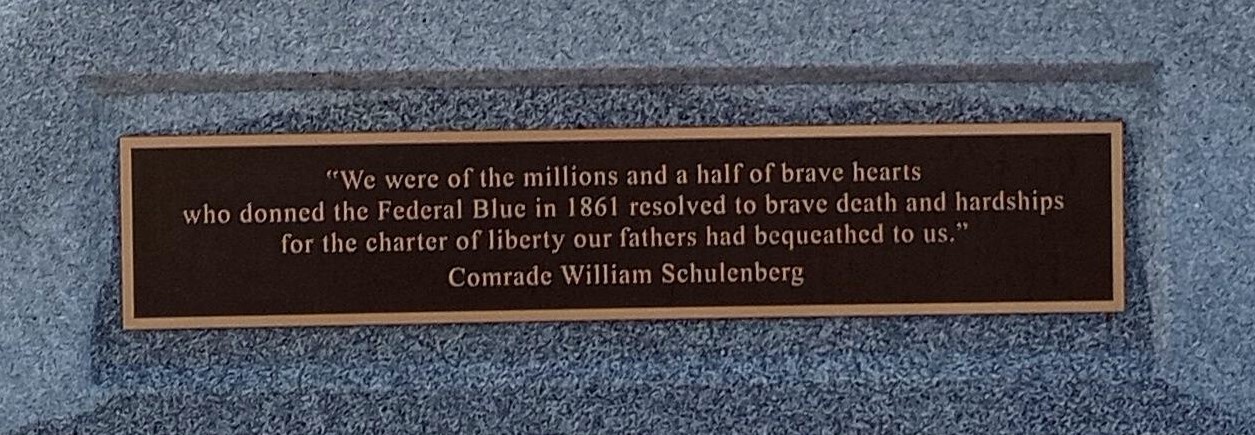 “We were of the millions and a half of brave hearts
who donned the Federal Blue in 1861 resolved to brave death and hardships
for the charter of liberty our fathers had bequeathed to us.”
Comrade William Schulenberg